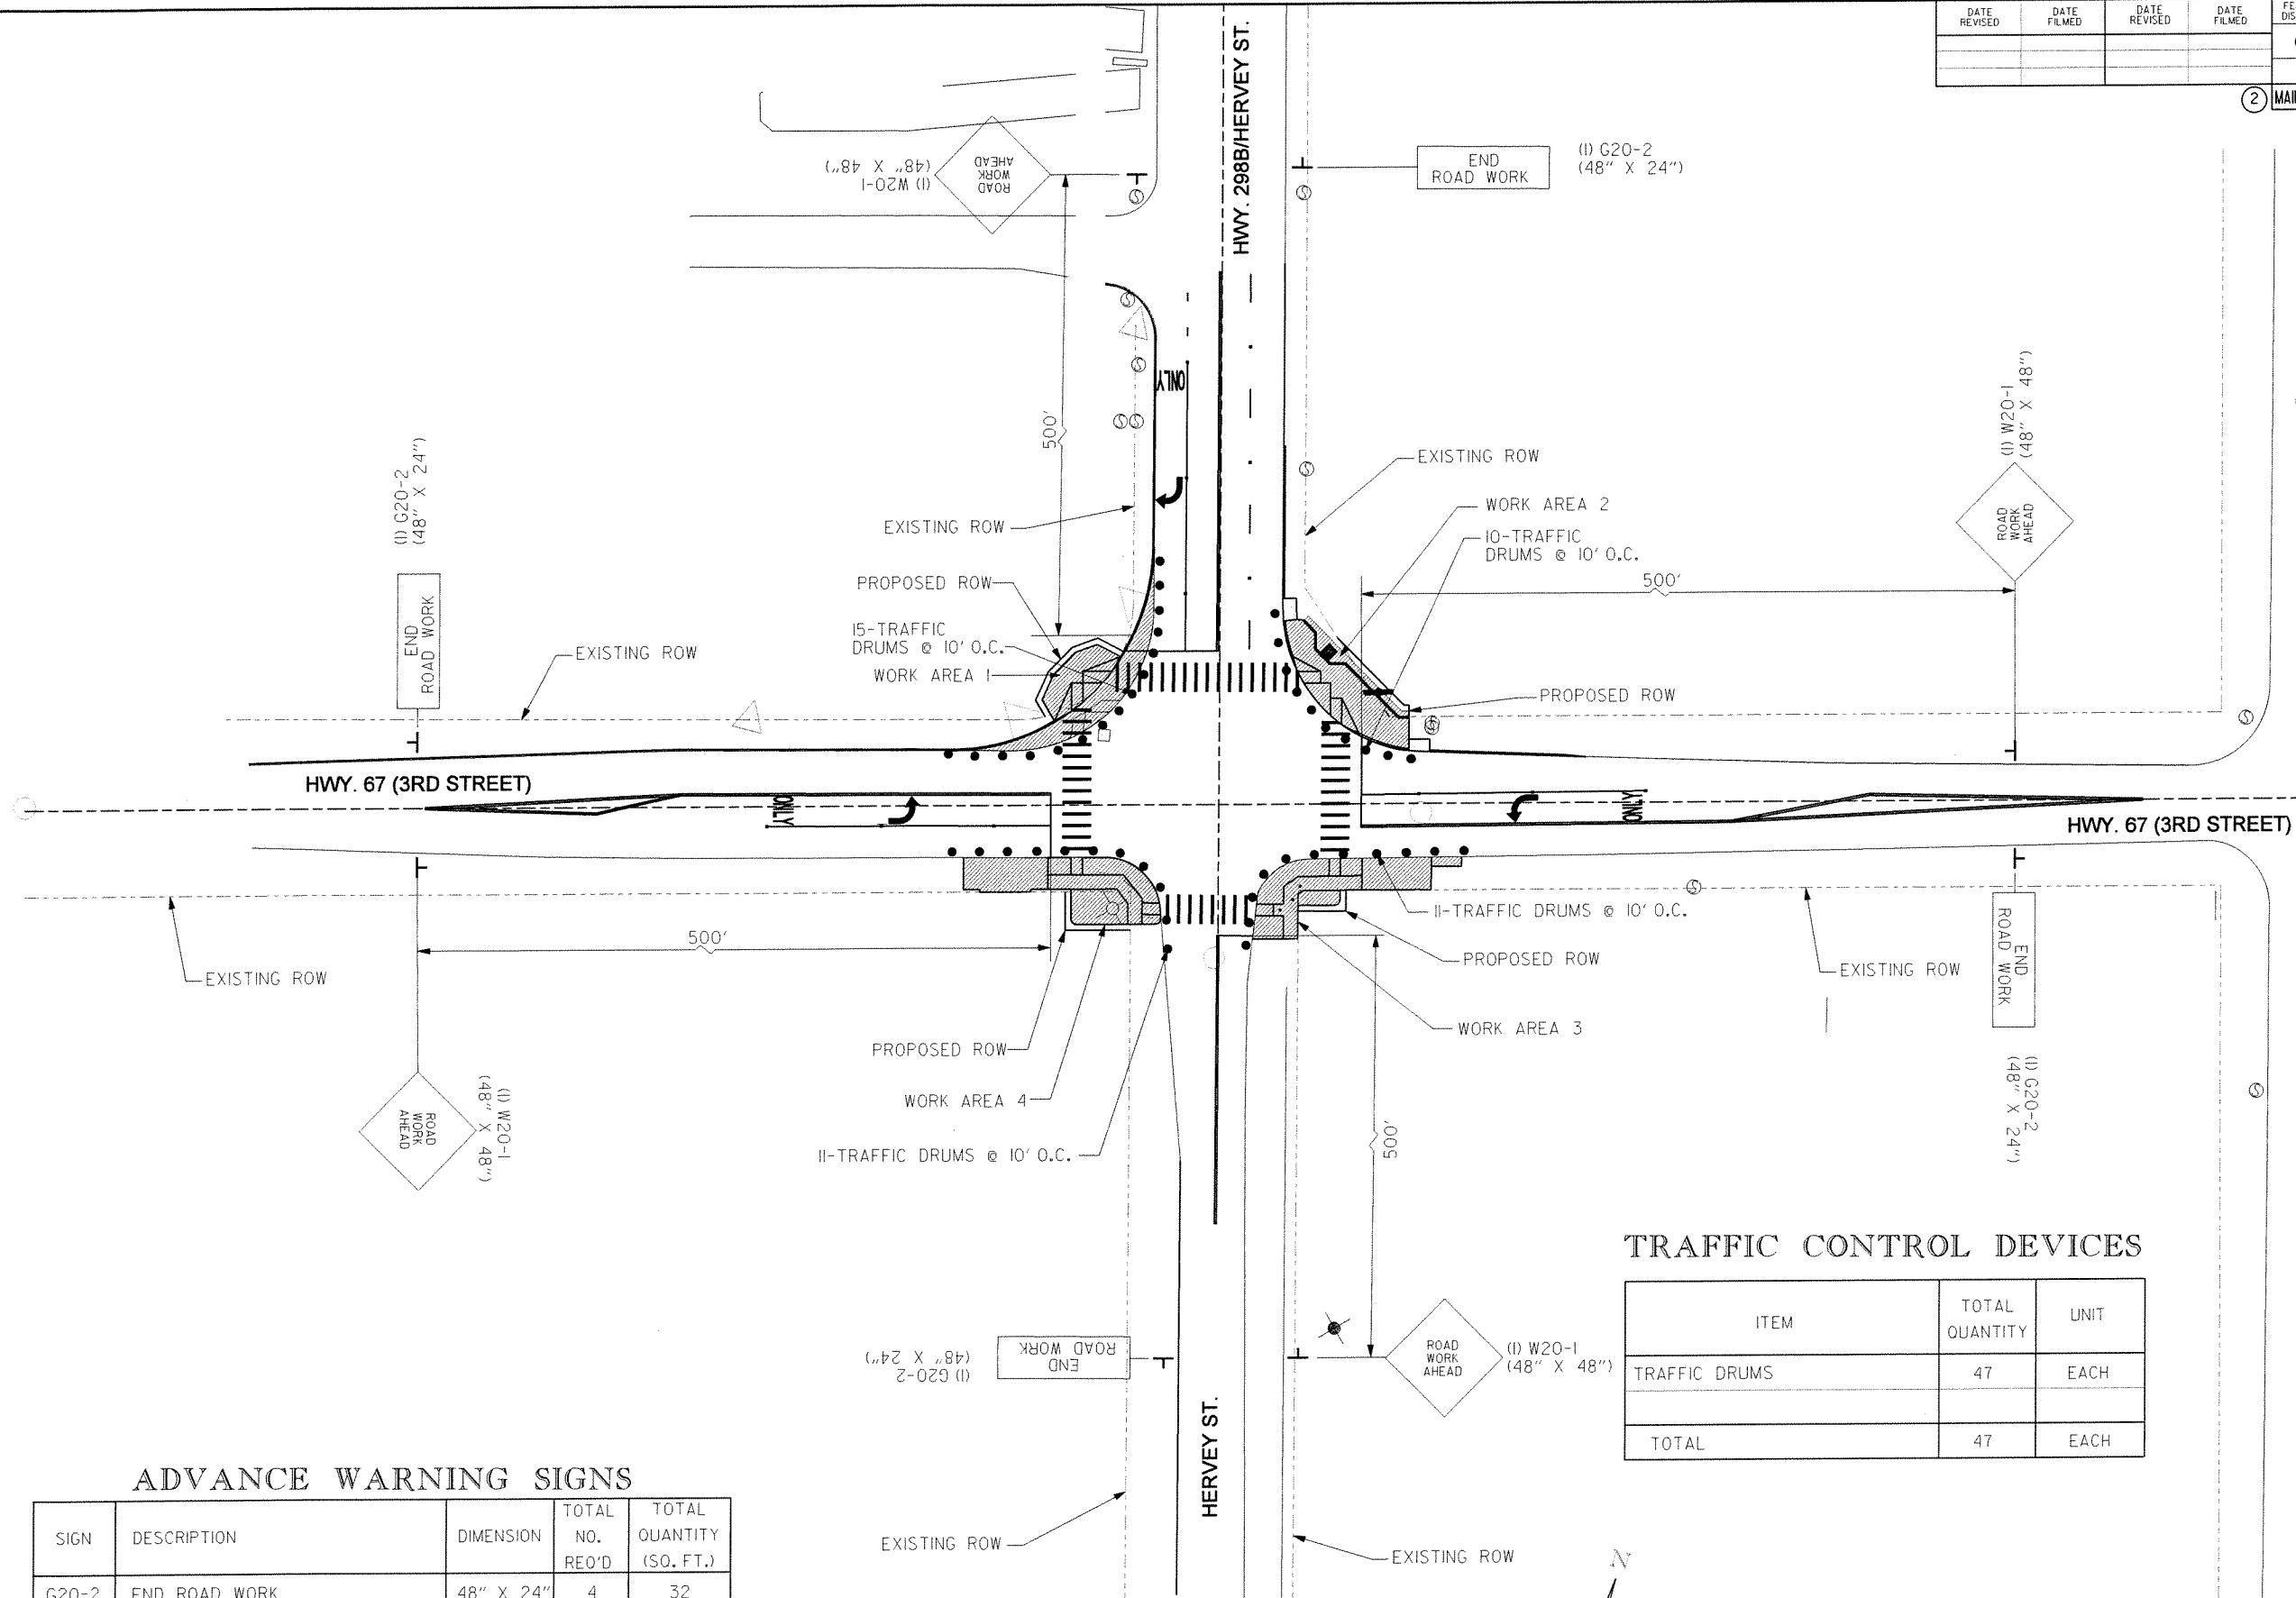 DATE REVISED
DATE FILMED
DATE REVISED
DATE FILMED
2
HWY. 298B/HERVEY ST.
ROAD
WORK
AHEAD
(1) W20-1
(48" X 48")
END
ROAD WORK
(1) G20-2
(48" X 24")
ONLY
500'
(1) G20-2
(48" X 24")
END
ROAD WORK
EXISTING ROW
EXISTING ROW
WORK AREA 2
10-TRAFFIC
DRUMS @ 10' O.C.
(1) W20-1
(48" X 48")
ROAD
WORK
AHEAD
500'
EXISTING ROW
PROPOSED ROW
15-TRAFFIC
DRUMS @ 10' O.C.
WORK AREA 1
PROPOSED ROW
HWY. 67 (3RD STREET)
ONLY
ONLY
HWY. 67 (3RD STREET)
EXISTING ROW
500'
11-TRAFFIC DRUMS @ 10' O.C.
PROPOSED ROW
EXISTING ROW
END
ROAD WORK
(1) G20-2
(48" X 24")
WORK AREA 3
PROPOSED ROW
WORK AREA 4
11-TRAFFIC DRUMS @ 10' O.C.
ROAD
WORK
AHEAD
(1) W20-1
(48" X 48")
500'
END
ROAD WORK
(1) G20-2
(48" X 24")
ROAD
WORK
AHEAD
(1) W20-1
(48" X 48")
HERVEY ST.
EXISTING ROW
EXISTING ROW
N
TRAFFIC CONTROL DEVICES
ITEM TOTAL QUANTITY UNIT
TRAFFIC DRUMS 47 EACH
TOTAL 47 EACH
ADVANCE WARNING SIGNS
SIGN DESCRIPTION DIMENSION TOTAL NO. REQ'D TOTAL QUANTITY (SQ. FT.)
G20-2 END ROAD WORK 48" X 24" 4 32